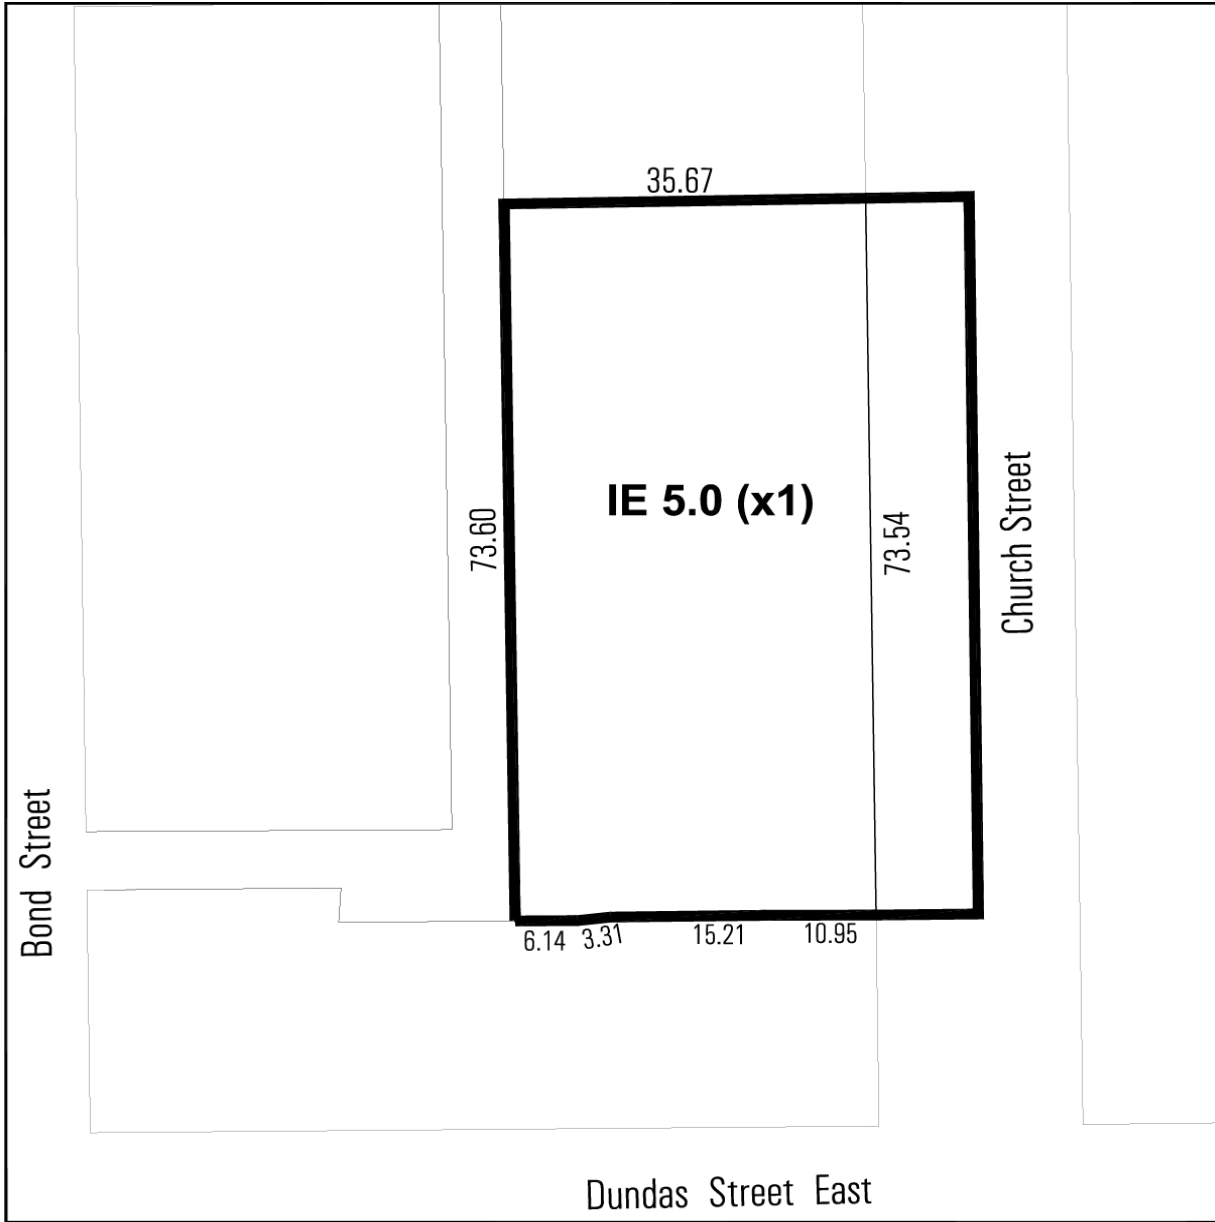 35.67
IE 5.0 (x1)
73.60
73.54
Church Street
Bond Street
6.14
3.31
15.21
10.95
Dundas Street East